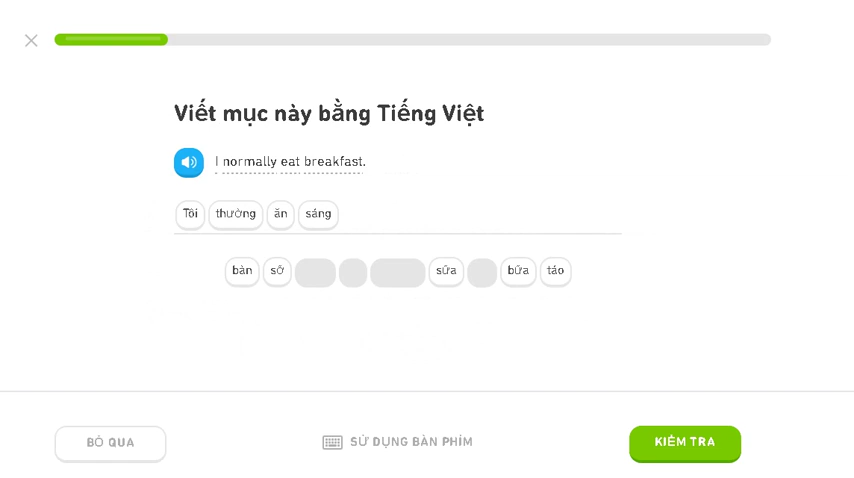 Viết mục này bằng Tiếng Việt
I normally eat breakfast.
Tôi thường ăn sáng
bàn sở sữa bữa táo
BỎ QUA SỬ DỤNG BÀN PHÍM KIỂM TRA